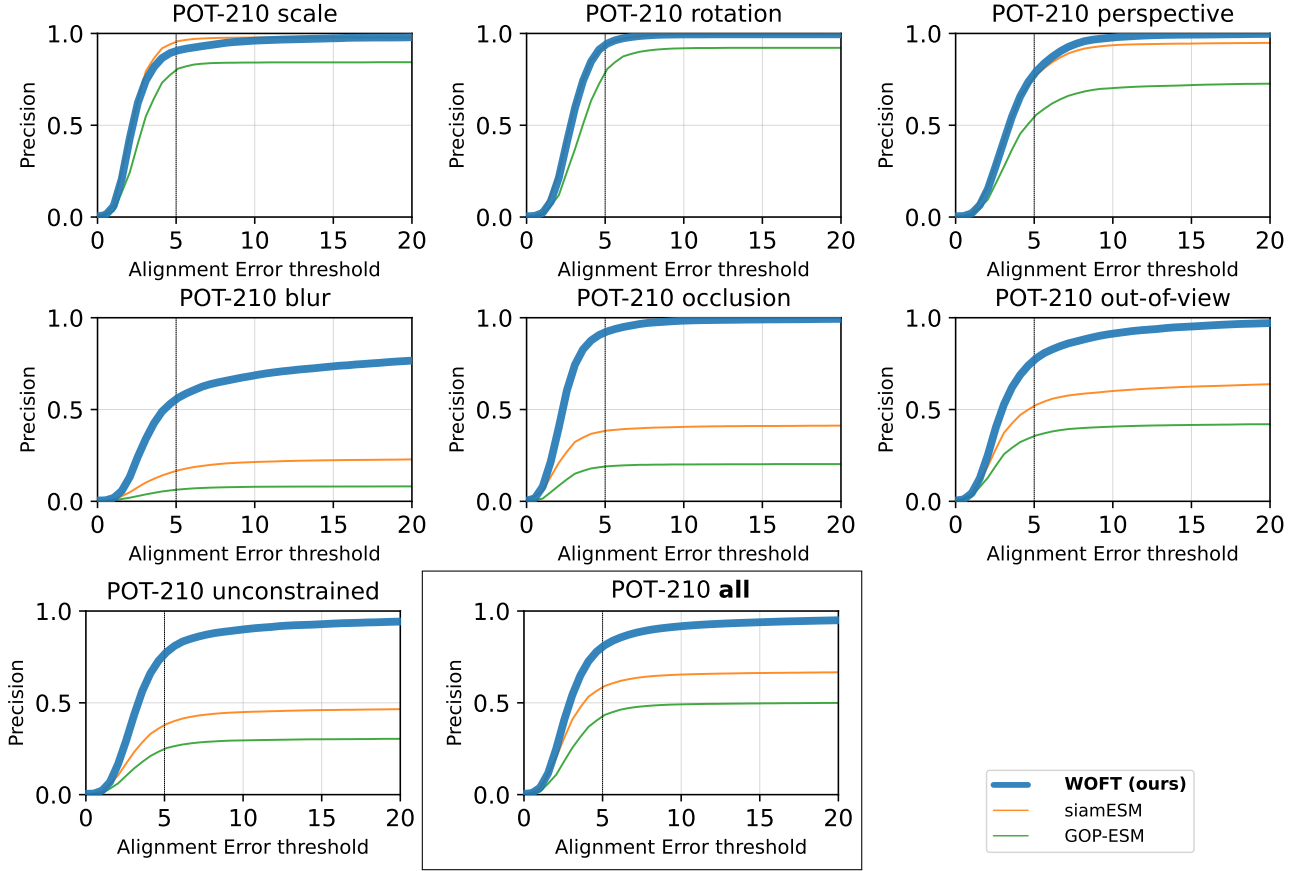 POT-210 scale
1.0
0.5
0.0
Precision
0 5 10 15 20
Alignment Error threshold
POT-210 rotation
1.0
0.5
0.0
Precision
0 5 10 15 20
Alignment Error threshold
POT-210 perspective
1.0
0.5
0.0
Precision
0 5 10 15 20
Alignment Error threshold
POT-210 blur
1.0
0.5
0.0
Precision
0 5 10 15 20
Alignment Error threshold
POT-210 occlusion
1.0
0.5
0.0
Precision
0 5 10 15 20
Alignment Error threshold
POT-210 out-of-view
1.0
0.5
0.0
Precision
0 5 10 15 20
Alignment Error threshold
POT-210 unconstrained
1.0
0.5
0.0
Precision
0 5 10 15 20
Alignment Error threshold
POT-210 all
1.0
0.5
0.0
Precision
0 5 10 15 20
Alignment Error threshold
WOFT (ours)
siamESM
GOP-ESM